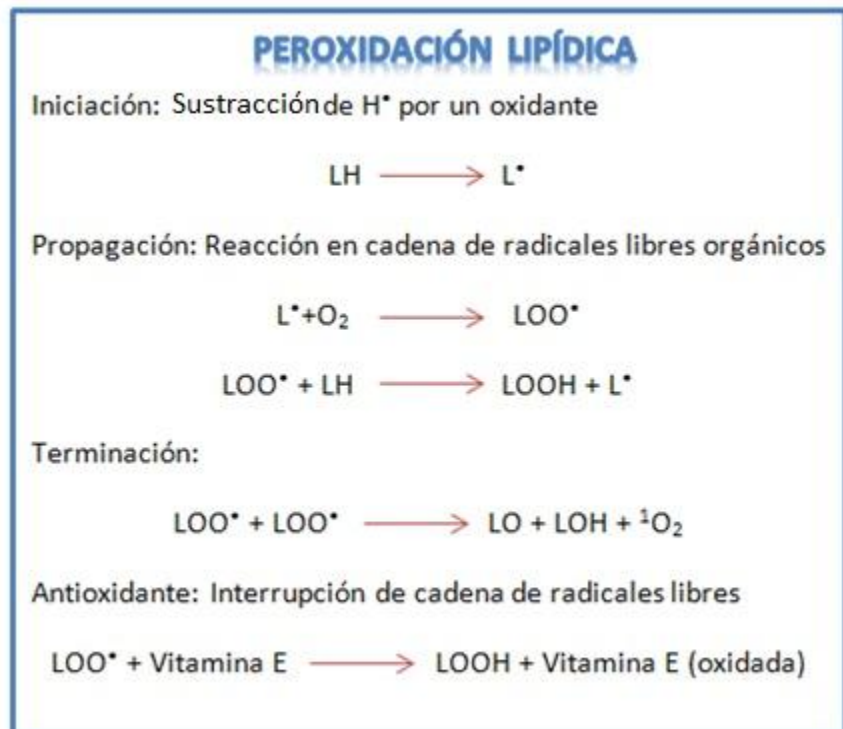 PEROXIDACIÓN LIPÍDICA
Iniciación: Sustracción de H• por un oxidante
LH ⟶ L•
Propagación: Reacción en cadena de radicales libres orgánicos
L•+O₂ ⟶ LOO•
LOO• + LH ⟶ LOOH + L•
Terminación:
LOO• + LOO• ⟶ LO + LOH + ¹O₂
Antioxidante: Interrupción de cadena de radicales libres
LOO• + Vitamina E ⟶ LOOH + Vitamina E (oxidada)